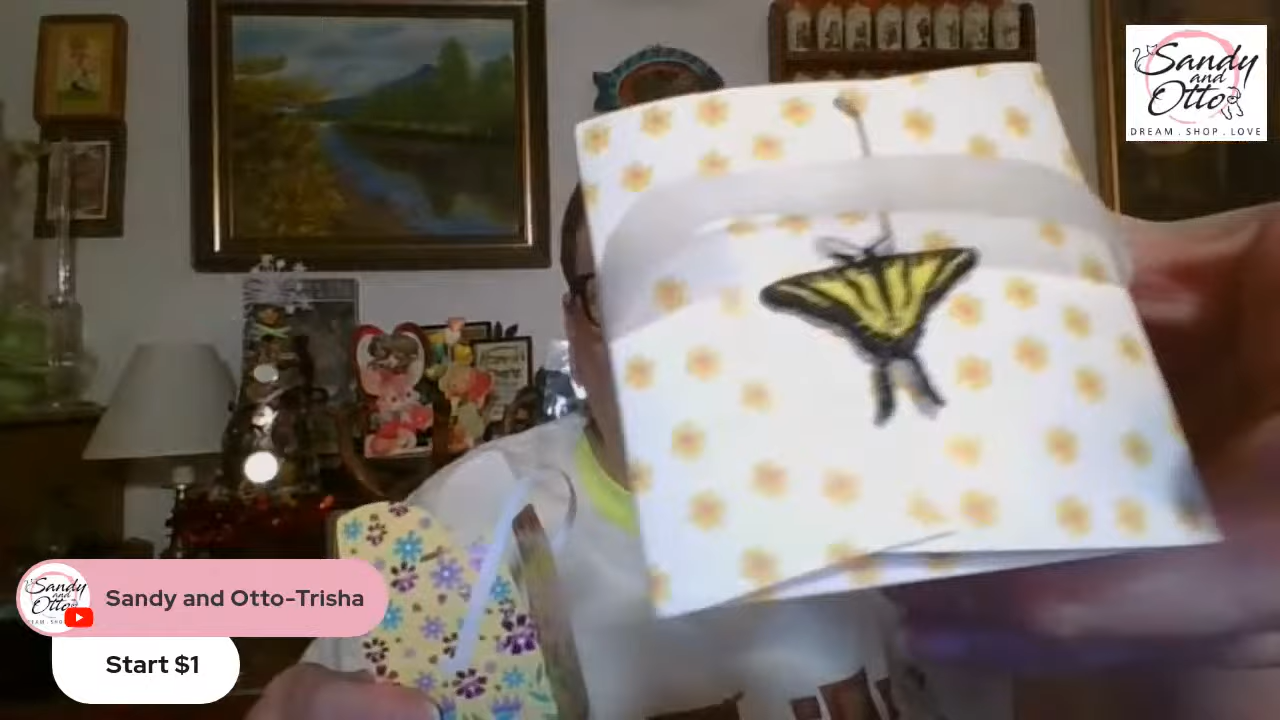 Sandy
and
Otto
DREAM . SHOP . LOVE
Sandy and Otto-Trisha
Start $1